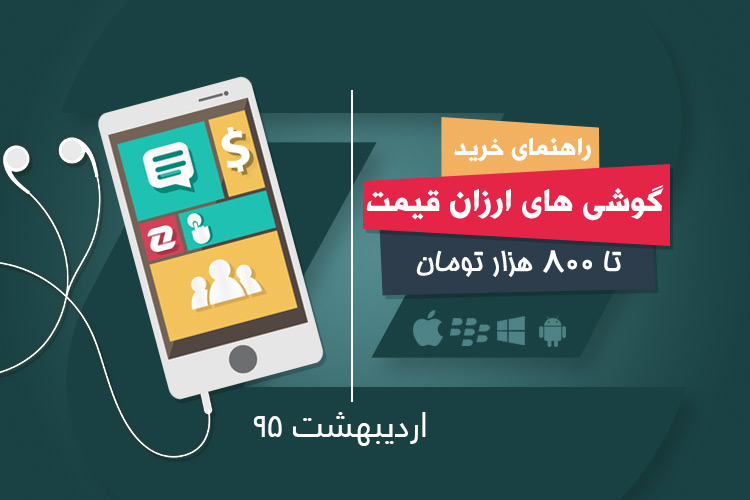 راهنمای خرید
گوشی های ارزان قیمت
تا ۸۰۰ هزار تومان
اردیبهشت ۹۵